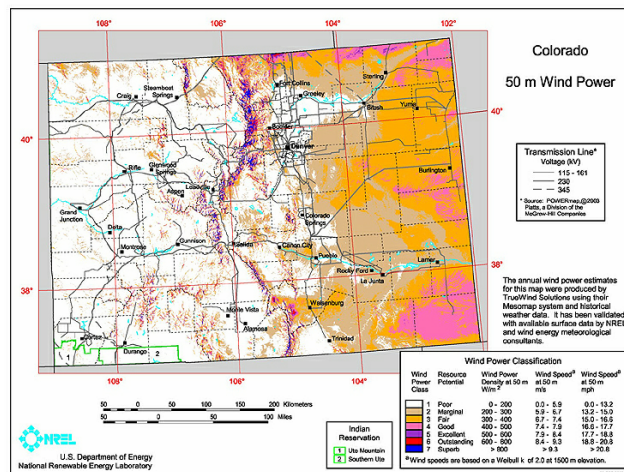 Colorado
50 m Wind Power
108°
106°
104°
102°
Sterling
Fort Collins
Steamboat Springs
Craig
Greeley
Brush
Yuma
40°
40°
Boulder
Denver
Rifle
Glenwood Springs
Burlington
Aspen
Leadville
Grand Junction
Colorado Springs
Delta
Montrose
Gunnison
Salida
Canon City
Pueblo
Rocky Ford
La Junta
Lamar
38°
38°
Walsenburg
Monte Vista
Alamosa
Trinidad
Cortez
Durango
1
2
108°
106°
104°
Transmission Line*
Voltage (kV)
115 - 161
230
345
* Source: POWERmap, @2003
Platts, a Division of the
McGraw-Hill Companies
The annual wind power estimates
for this map were produced by
TrueWind Solutions using their
Mesomap system and historical
weather data. It has been validated
with available surface data by NREL
and wind energy meteorological
consultants.
Wind Power Classification
Wind Power Class
Resource Potential
Wind Power Density at 50 m W/m²
Wind Speed a at 50 m m/s
Wind Speed a at 50 m mph
1 Poor 0 - 200 0.0 - 5.9 0.0 - 13.2
2 Marginal 200 - 300 5.9 - 6.7 13.2 - 15.0
3 Fair 300 - 400 6.7 - 7.4 15.0 - 16.6
4 Good 400 - 500 7.4 - 7.9 16.6 - 17.7
5 Excellent 500 - 600 7.9 - 8.4 17.7 - 18.8
6 Outstanding 600 - 800 8.4 - 9.3 18.8 - 20.8
7 Superb > 800 > 9.3 > 20.8
a Wind speeds are based on a Weibull k of 2.0 at 1500 m elevation.
50 0 50 100 150 200 Kilometers
50 0 50 100 Miles
Indian
Reservation
1 Ute Mountain
2 Southern Ute
NREL
U.S. Department of Energy
National Renewable Energy Laboratory